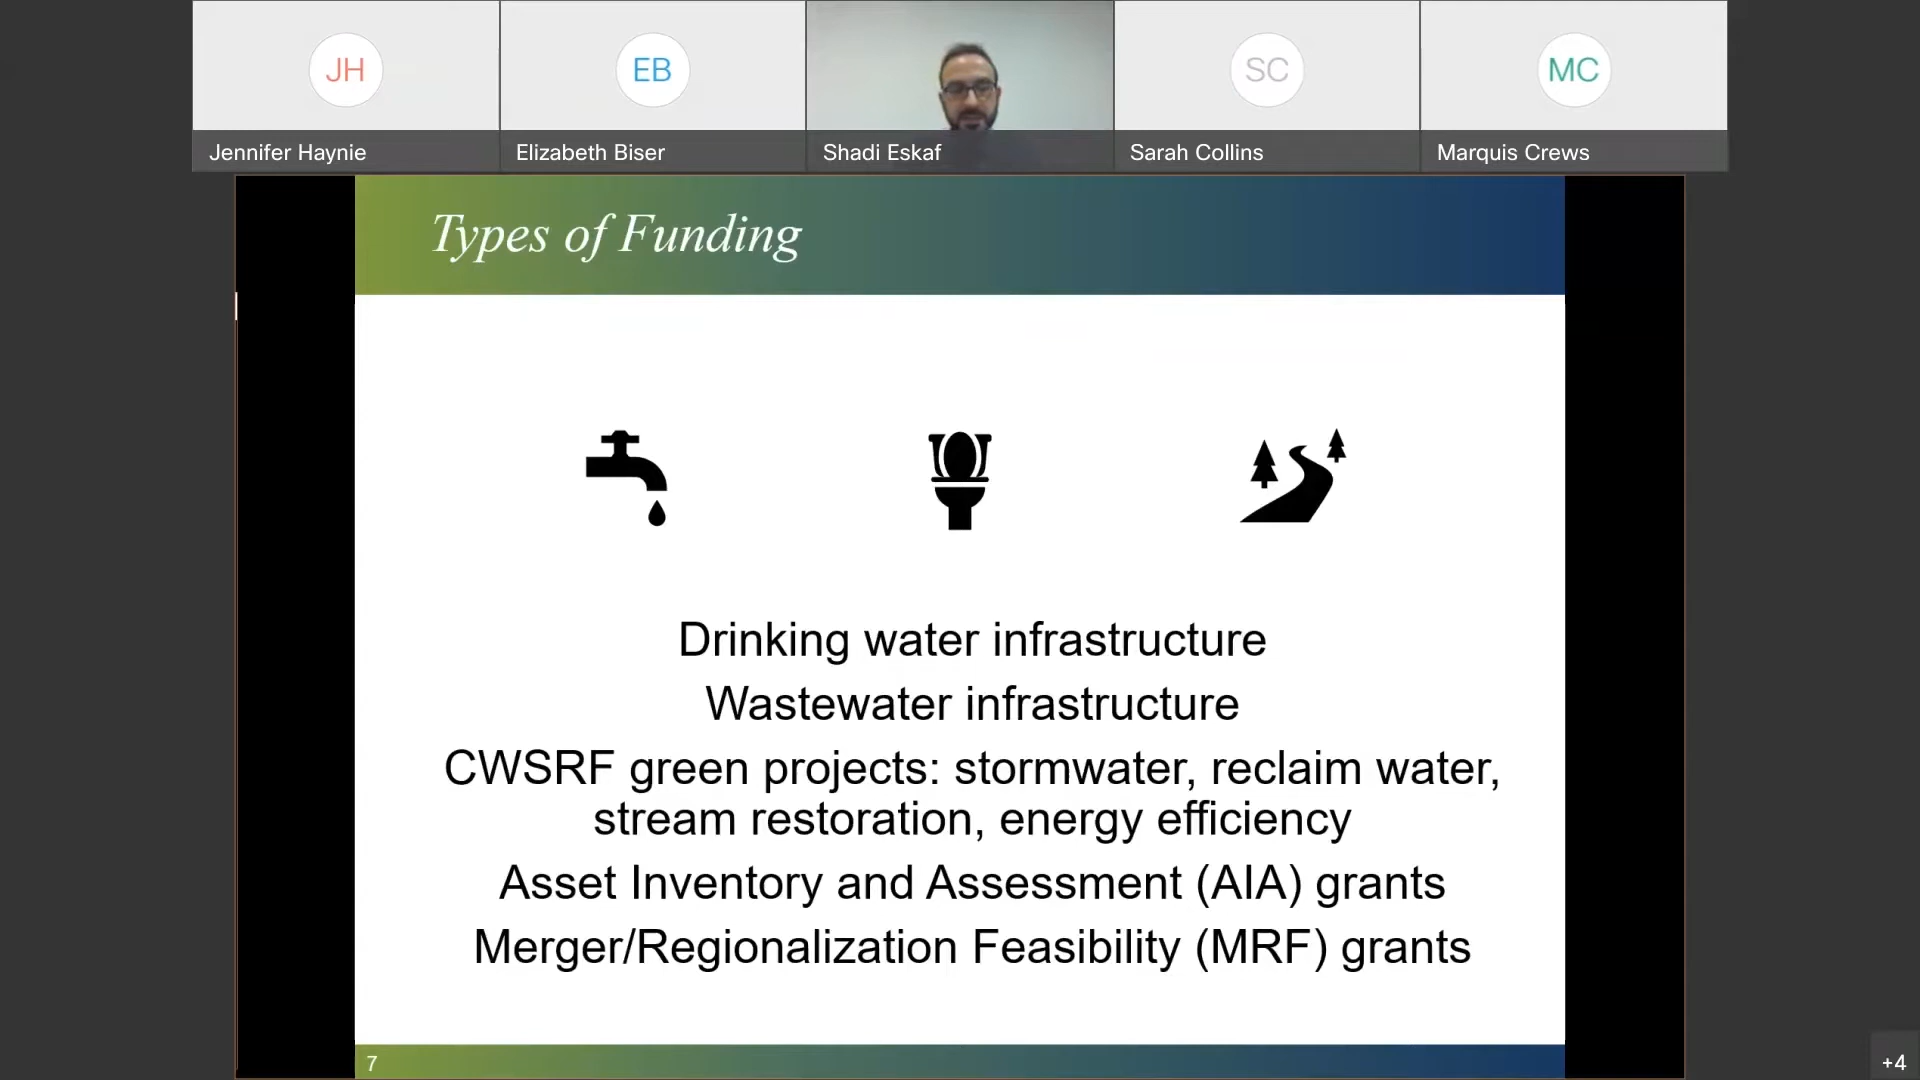 JH
EB
SC
MC
Jennifer Haynie
Elizabeth Biser
Shadi Eskaf
Sarah Collins
Marquis Crews
Types of Funding
Drinking water infrastructure
Wastewater infrastructure
CWSRF green projects: stormwater, reclaim water,
stream restoration, energy efficiency
Asset Inventory and Assessment (AIA) grants
Merger/Regionalization Feasibility (MRF) grants
7
+4